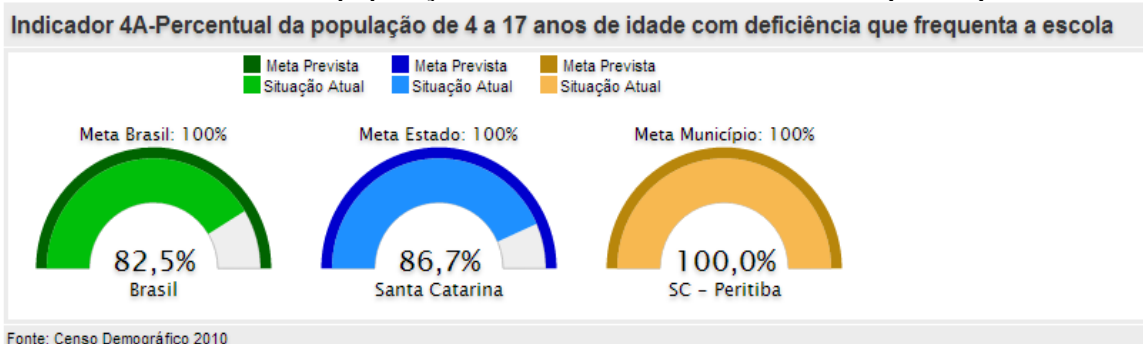 Indicador 4A-Percentual da população de 4 a 17 anos de idade com deficiência que frequenta a escola
Meta Prevista Meta Prevista Meta Prevista
Situação Atual Situação Atual Situação Atual
Meta Brasil: 100% Meta Estado: 100% Meta Município: 100%
82,5% 86,7% 100,0%
Brasil Santa Catarina SC - Peritiba
Fonte: Censo Demográfico 2010